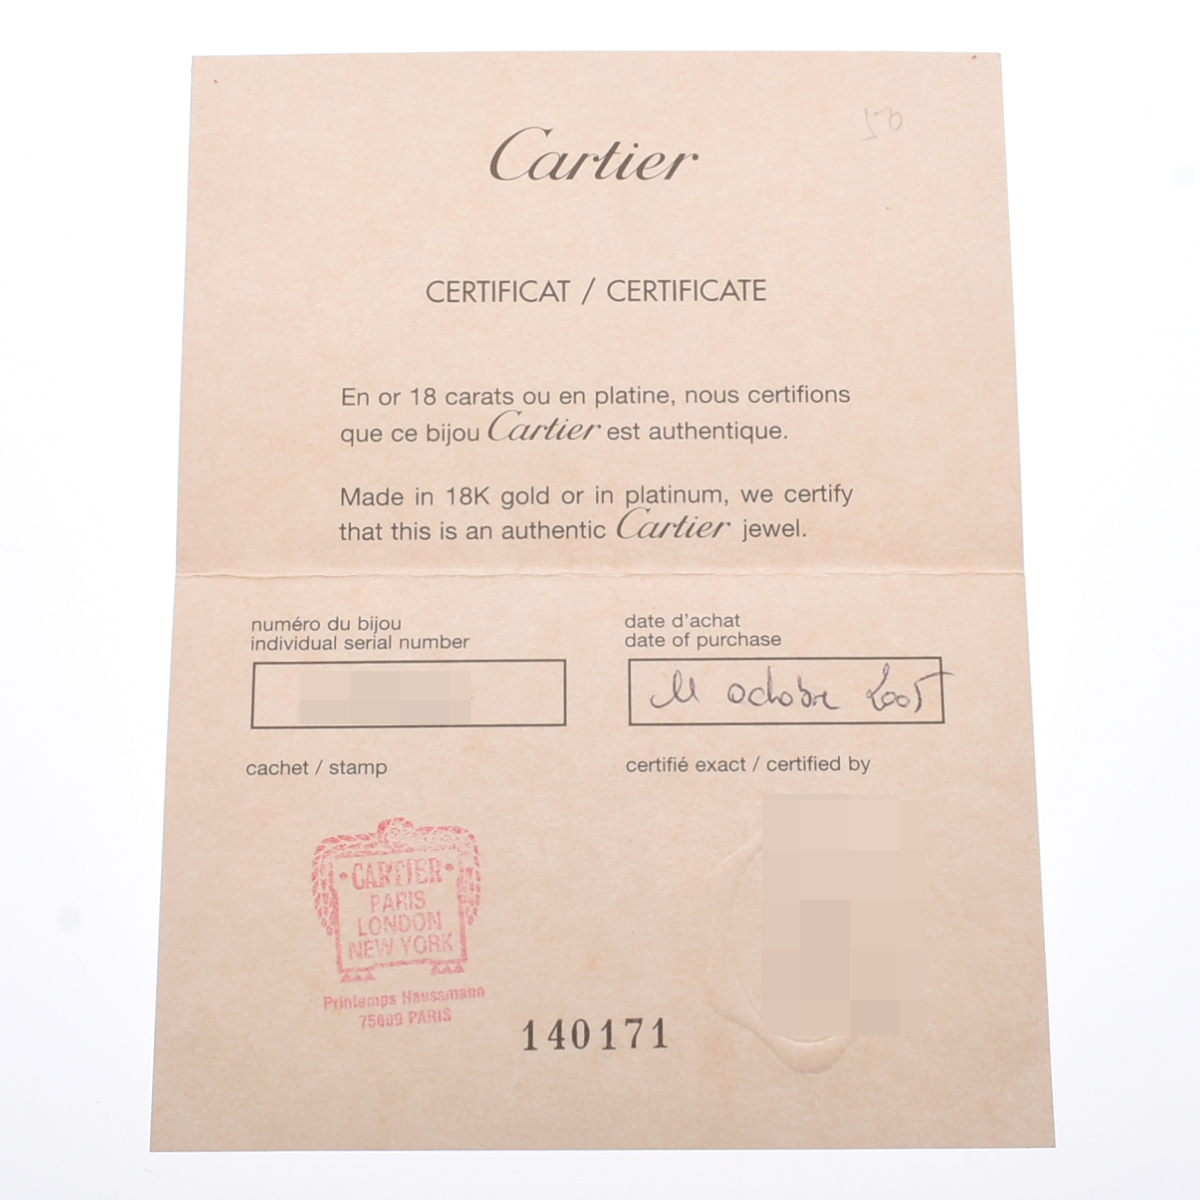 50
Cartier
CERTIFICAT / CERTIFICATE
En or 18 carats ou en platine, nous certifions
que ce bijou Cartier est authentique.
Made in 18K gold or in platinum, we certify
that this is an authentic Cartier jewel.
numéro du bijou
individual serial number
date d'achat
date of purchase
11 octobre 2005
cachet / stamp
certifié exact / certified by
• CARTIER •
PARIS
LONDON
NEW YORK
Printemps Haussmann
75009 PARIS
140171